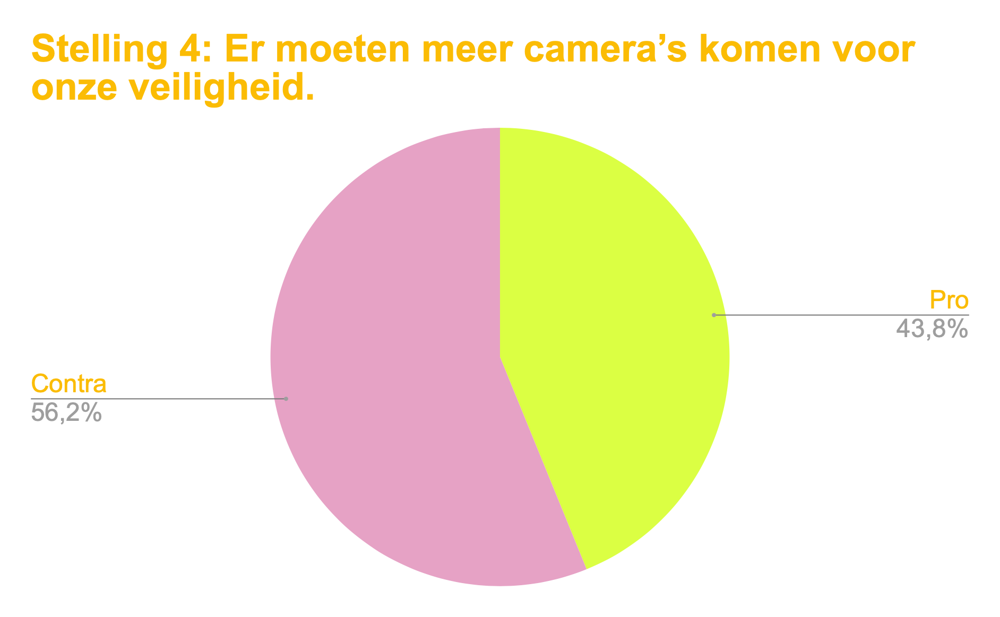 Stelling 4: Er moeten meer camera’s komen voor
onze veiligheid.
Pro
43,8%
Contra
56,2%